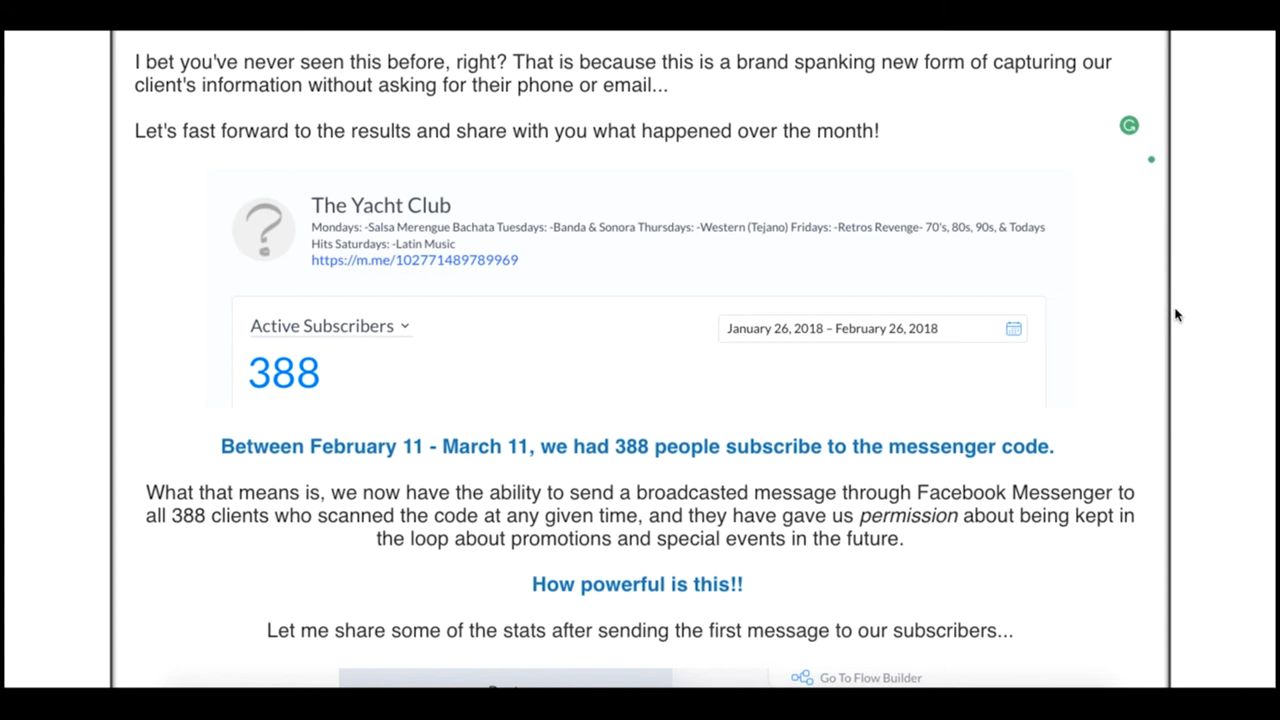 I bet you've never seen this before, right? That is because this is a brand spanking new form of capturing our
client's information without asking for their phone or email...
Let's fast forward to the results and share with you what happened over the month!
The Yacht Club
Mondays: -Salsa Merengue Bachata Tuesdays: -Banda & Sonora Thursdays: -Western (Tejano) Fridays: -Retros Revenge- 70's, 80s, 90s, & Todays
Hits Saturdays: -Latin Music
https://m.me/102771489789969
Active Subscribers
January 26, 2018 – February 26, 2018
388
Between February 11 - March 11, we had 388 people subscribe to the messenger code.
What that means is, we now have the ability to send a broadcasted message through Facebook Messenger to
all 388 clients who scanned the code at any given time, and they have gave us permission about being kept in
the loop about promotions and special events in the future.
How powerful is this!!
Let me share some of the stats after sending the first message to our subscribers...
Go To Flow Builder